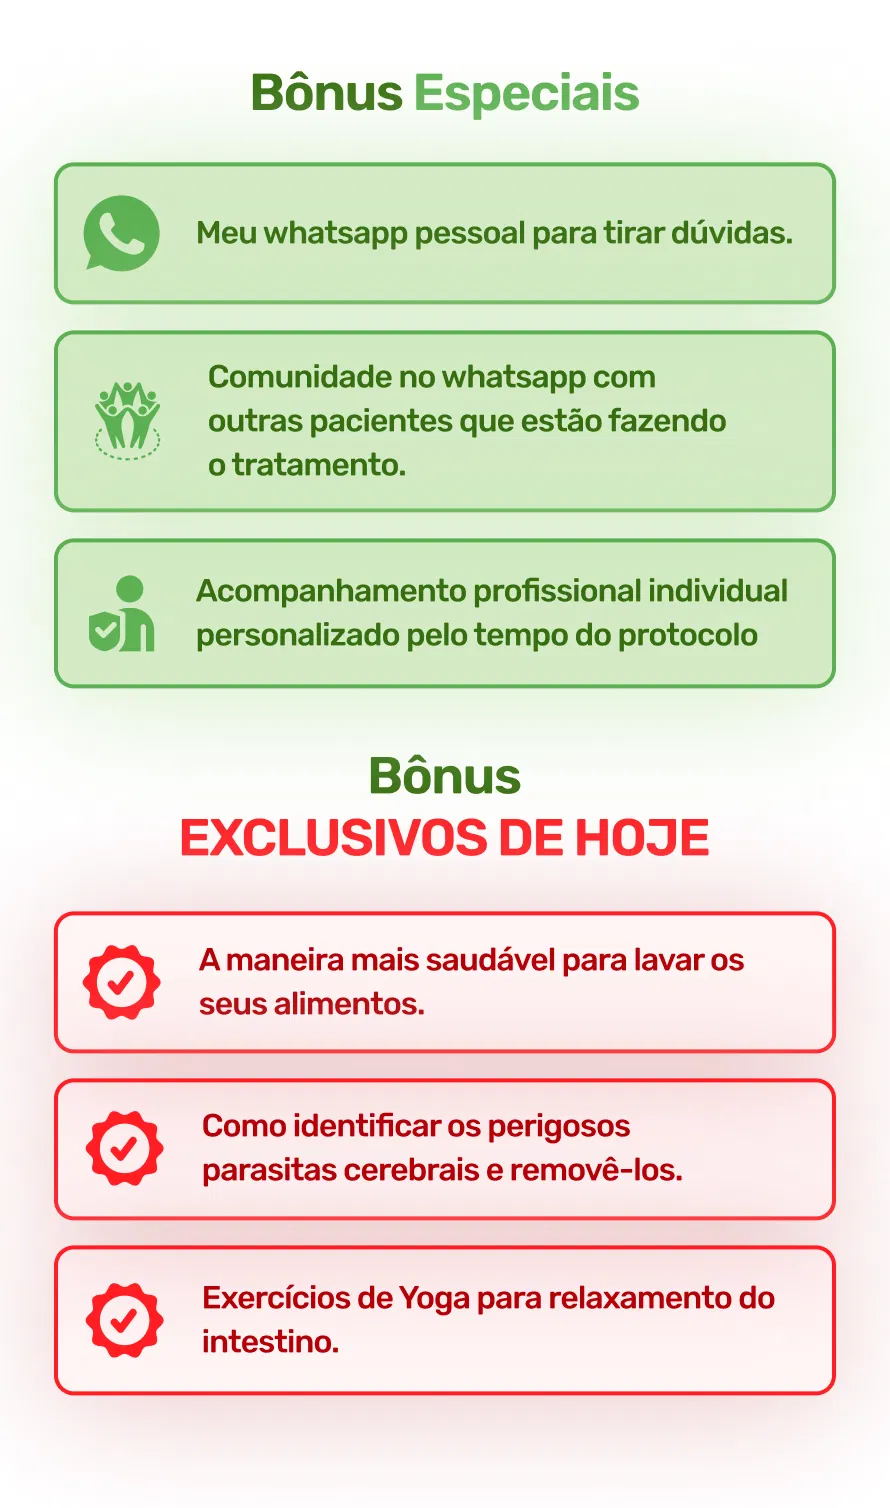 Bônus Especiais
Meu whatsapp pessoal para tirar dúvidas.
Comunidade no whatsapp com
outras pacientes que estão fazendo
o tratamento.
Acompanhamento profissional individual
personalizado pelo tempo do protocolo
Bônus
EXCLUSIVOS DE HOJE
A maneira mais saudável para lavar os
seus alimentos.
Como identificar os perigosos
parasitas cerebrais e removê-los.
Exercícios de Yoga para relaxamento do
intestino.